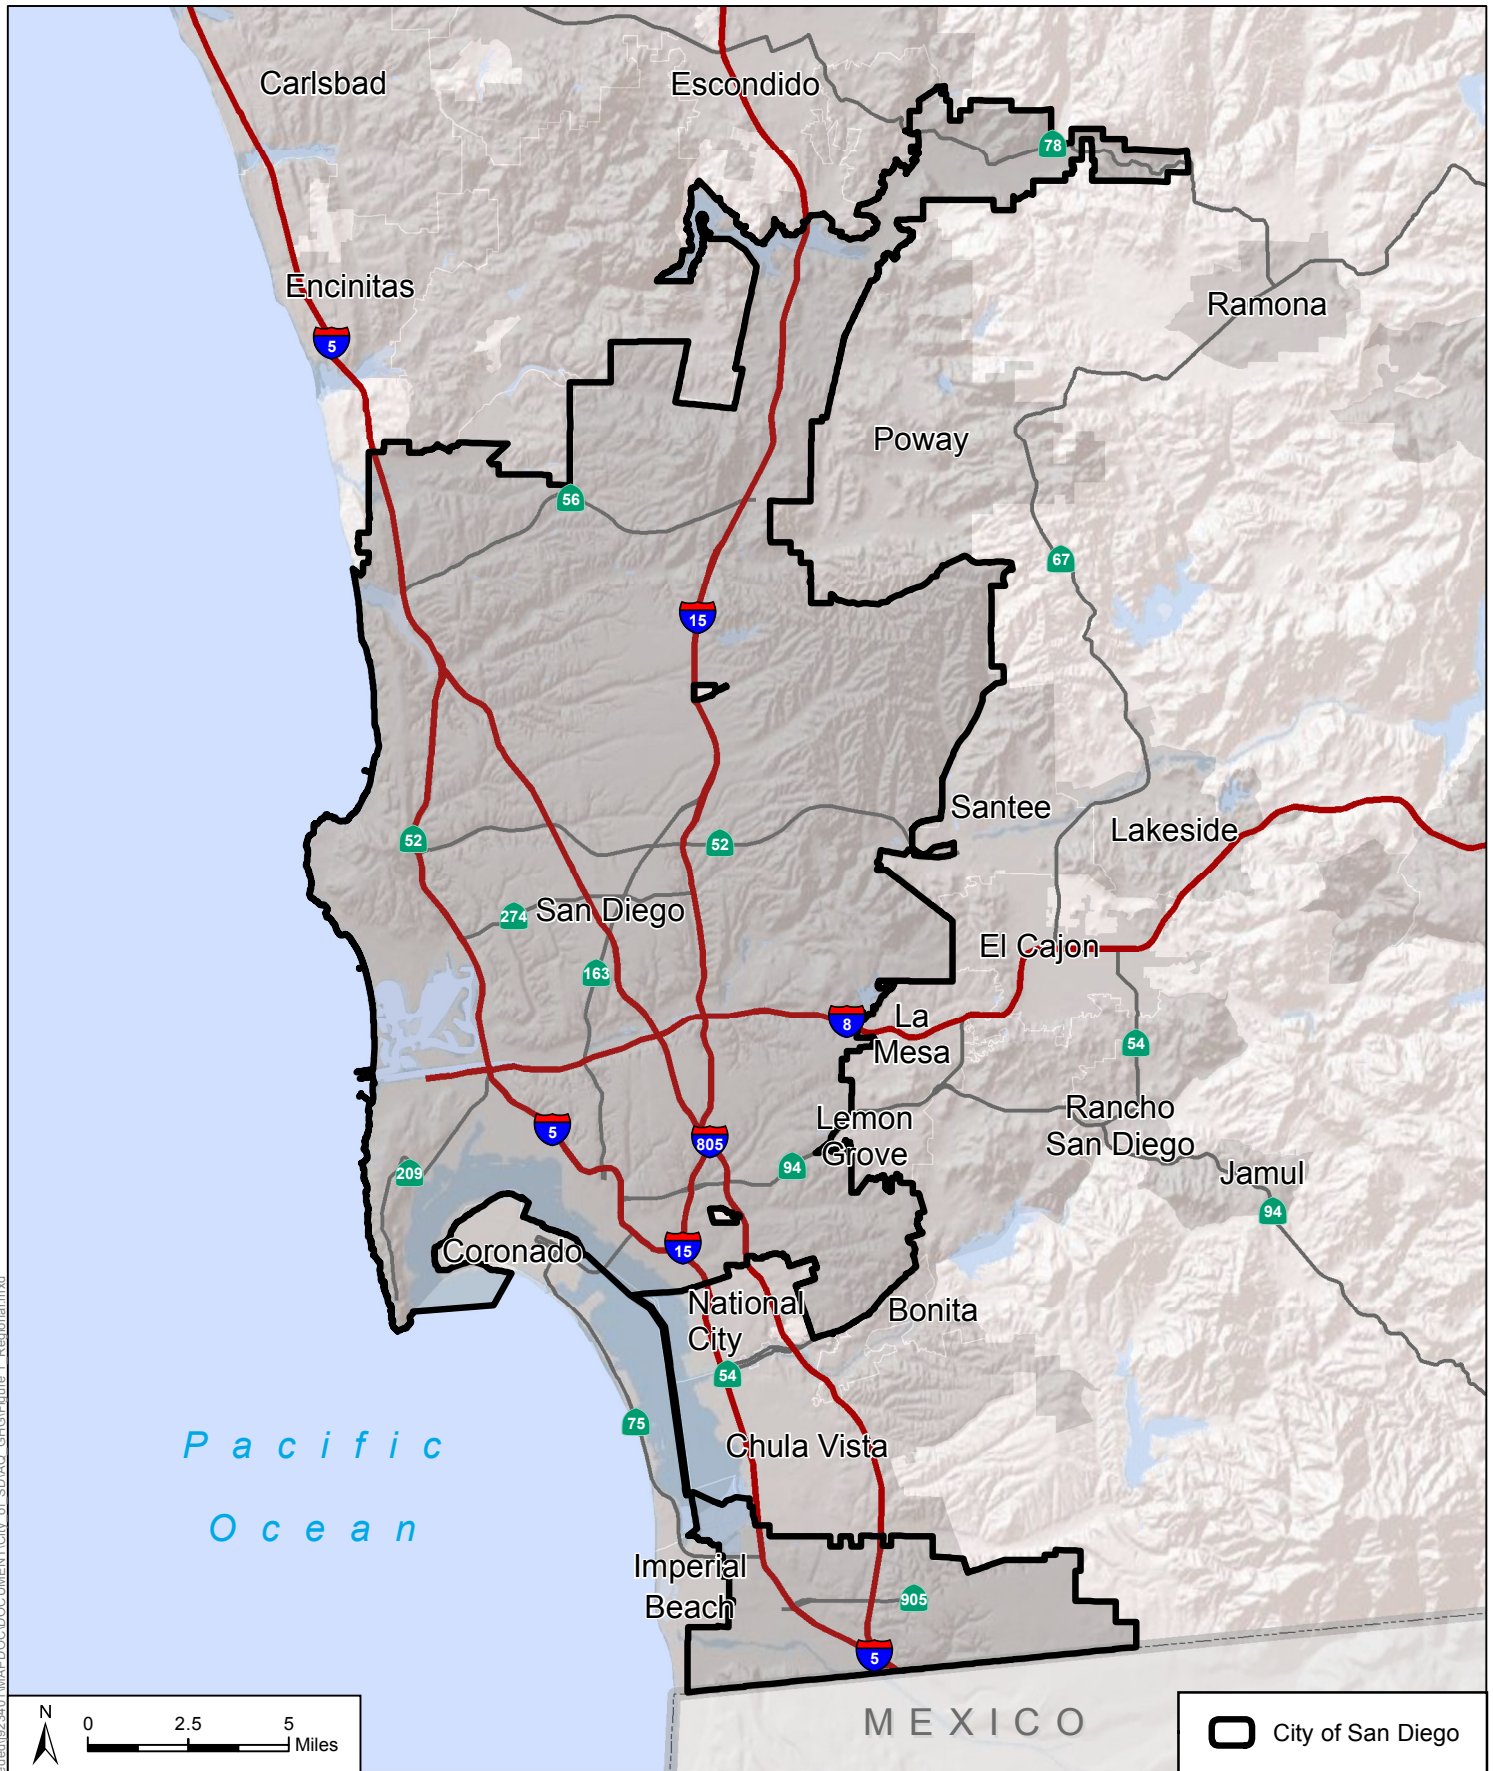 Carlsbad
Escondido
78
Encinitas
Ramona
5
Poway
56
67
15
Santee
Lakeside
52
52
274
San Diego
El Cajon
163
8
La
Mesa
54
5
805
Lemon
Grove
Rancho
San Diego
94
209
Jamul
94
Coronado
15
National
City
Bonita
54
75
Chula Vista
Pacific
Ocean
Imperial
Beach
905
5
MEXICO
N
0 2.5 5
Miles
City of San Diego